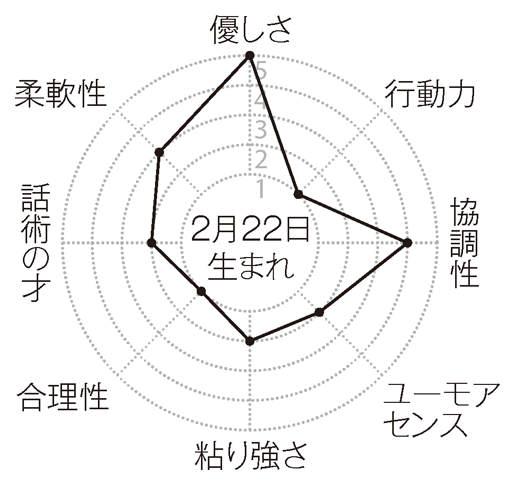 優しさ
行動力
協調性
ユーモア
センス
粘り強さ
合理性
話術の才
柔軟性
5
4
3
2
1
2月22日
生まれ